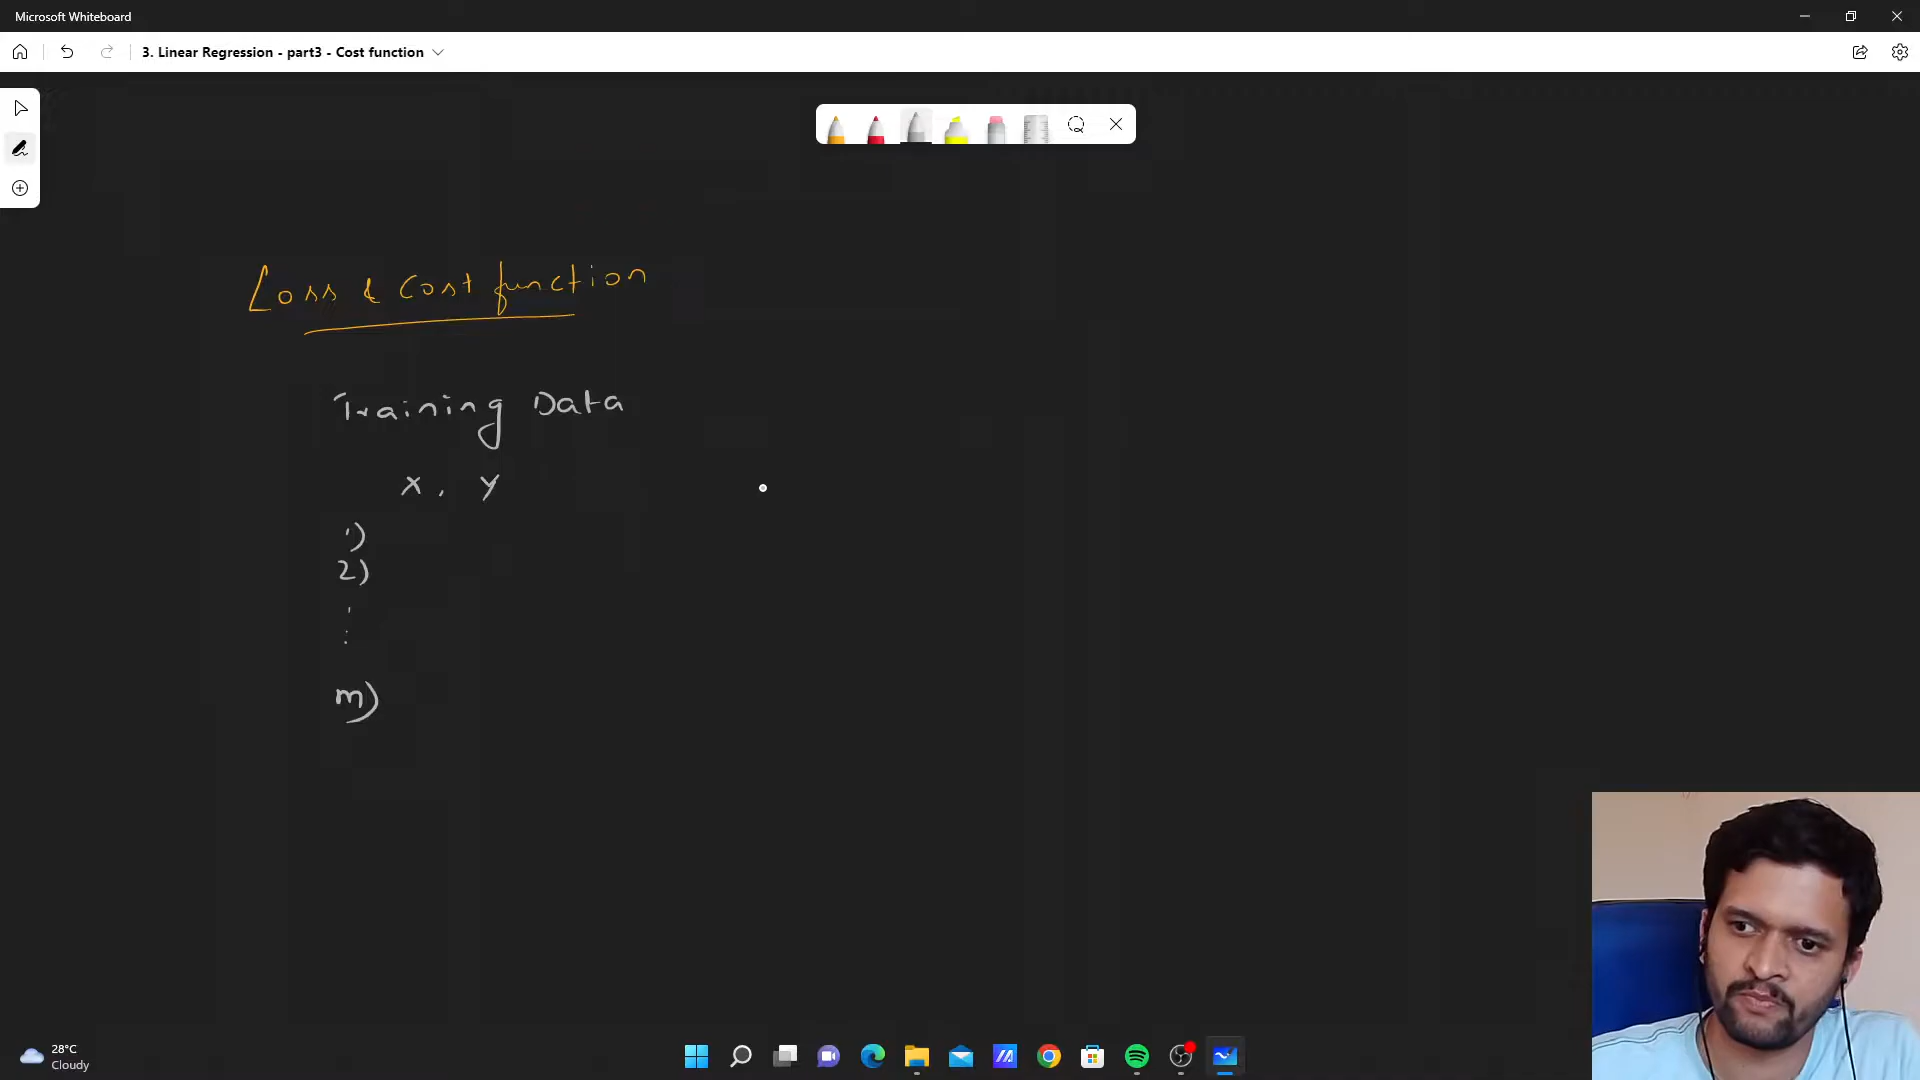 Microsoft Whiteboard
3. Linear Regression - part3 - Cost function
Loss & Cost function
Training Data
x, y
1)
2)
:
:
m)
28°C
Cloudy